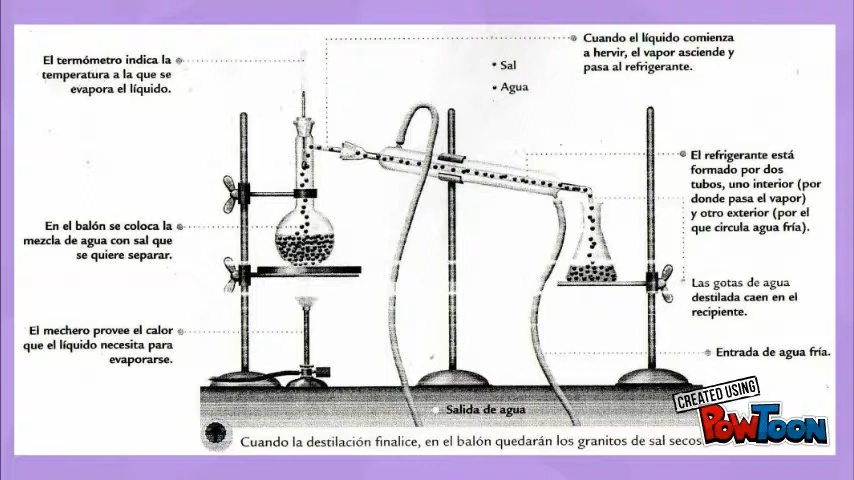 El termómetro indica la
temperatura a la que se
evapora el líquido.
Cuando el líquido comienza
a hervir, el vapor asciende y
pasa al refrigerante.
• Sal
• Agua
El refrigerante está
formado por dos
tubos, uno interior (por
donde pasa el vapor)
y otro exterior (por el
que circula agua fría).
En el balón se coloca la
mezcla de agua con sal que
se quiere separar.
Las gotas de agua
destilada caen en el
recipiente.
El mechero provee el calor
que el líquido necesita para
evaporarse.
Entrada de agua fría.
Salida de agua
Cuando la destilación finalice, en el balón quedarán los granitos de sal secos
CREATED USING
POWTOON